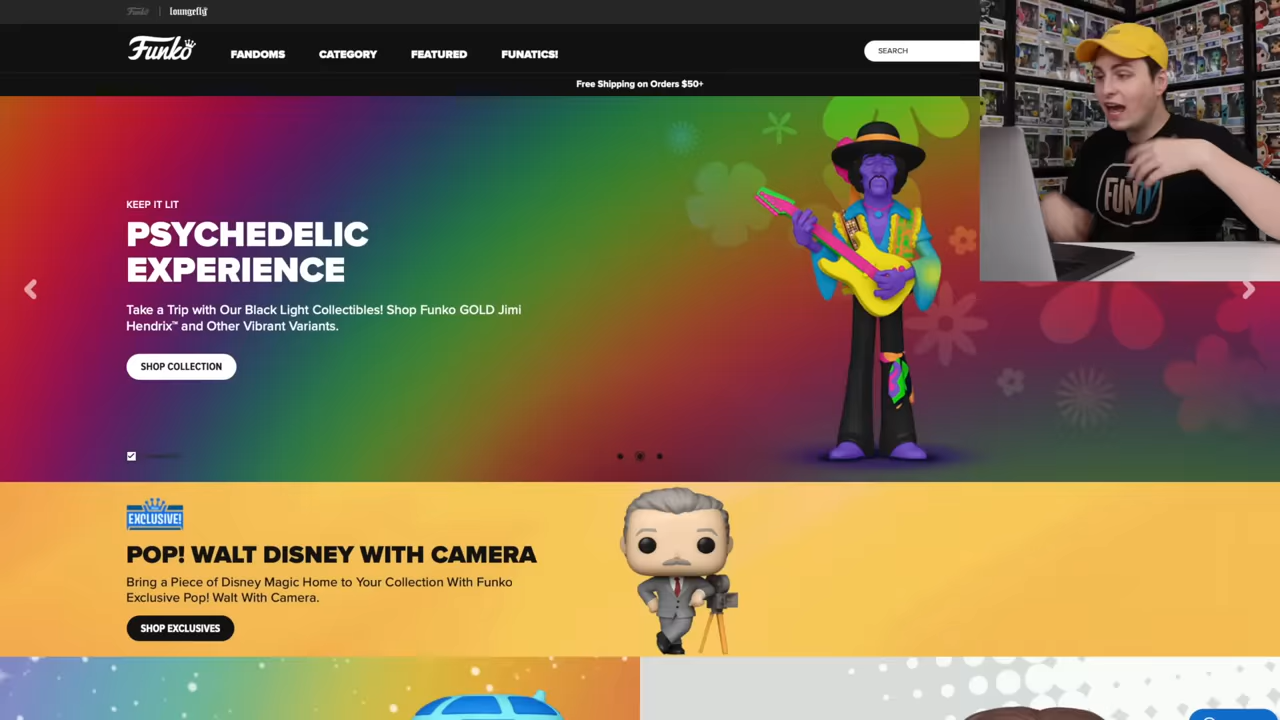 Funko
loungefly
Funko
FANDOMS
CATEGORY
FEATURED
FUNATICS!
SEARCH
Free Shipping on Orders $50+
KEEP IT LIT
PSYCHEDELIC
EXPERIENCE
Take a Trip with Our Black Light Collectibles! Shop Funko GOLD Jimi
Hendrix™ and Other Vibrant Variants.
SHOP COLLECTION
EXCLUSIVE!
POP! WALT DISNEY WITH CAMERA
Bring a Piece of Disney Magic Home to Your Collection With Funko
Exclusive Pop! Walt With Camera.
SHOP EXCLUSIVES